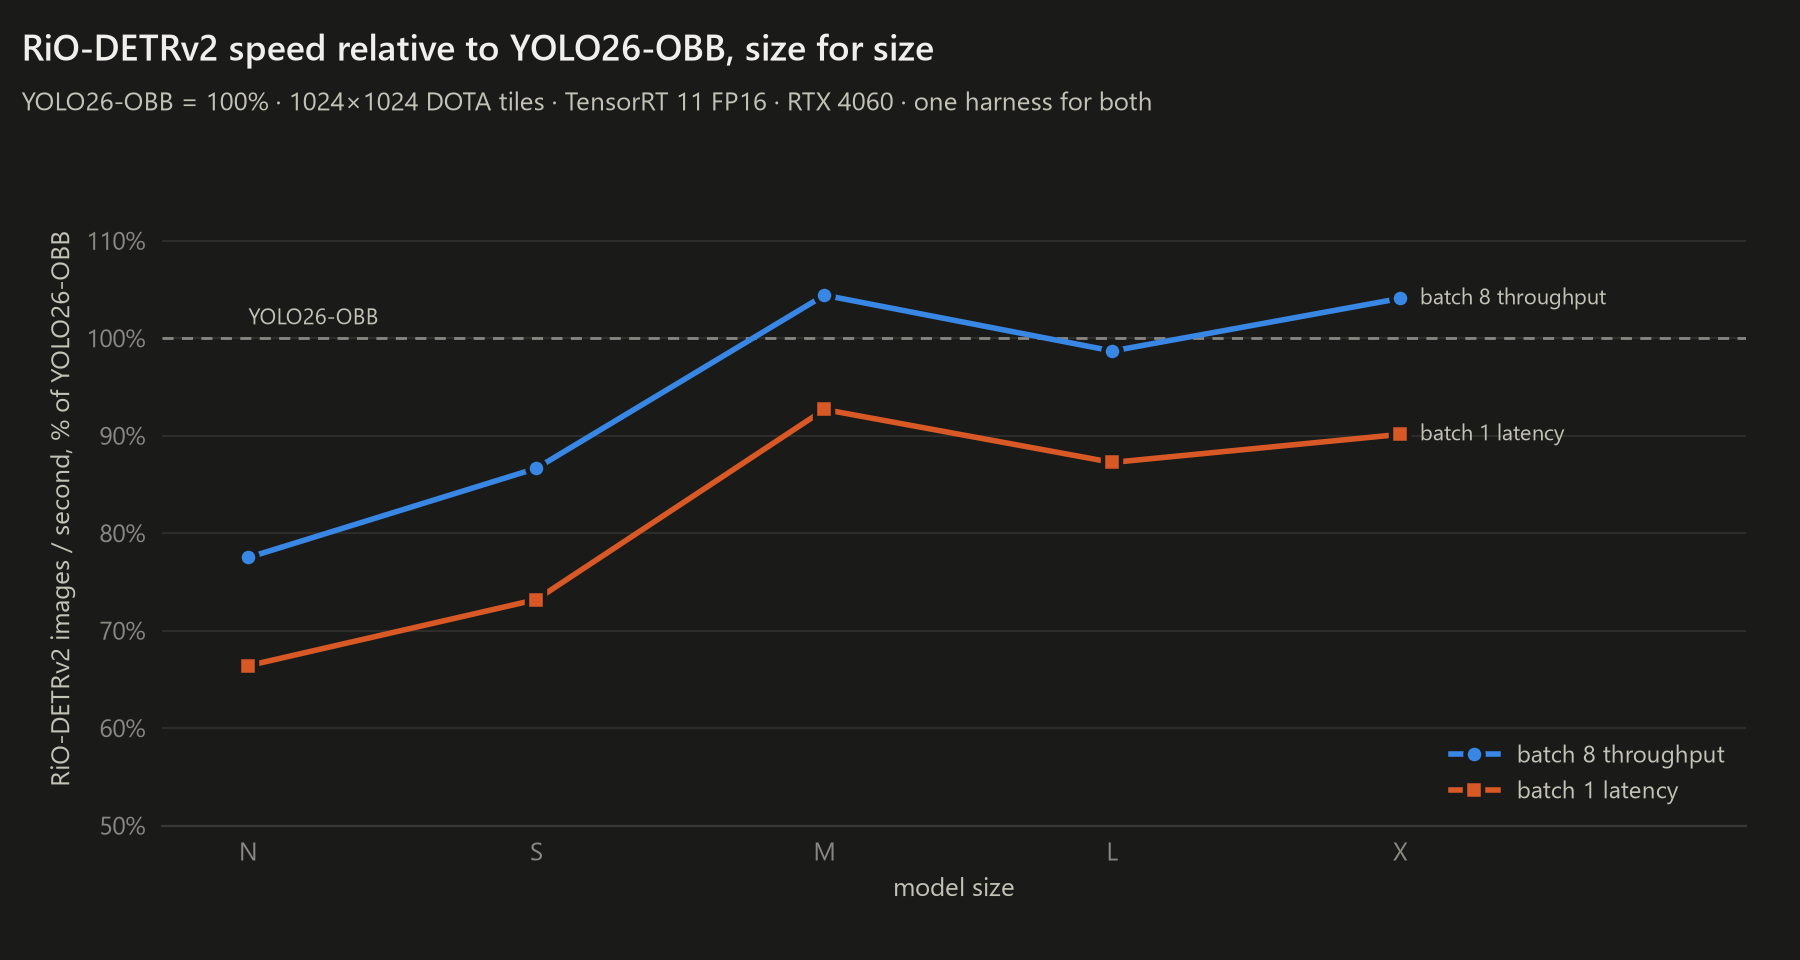 RiO-DETRv2 speed relative to YOLO26-OBB, size for size
YOLO26-OBB = 100% · 1024×1024 DOTA tiles · TensorRT 11 FP16 · RTX 4060 · one harness for both
RiO-DETRv2 images / second, % of YOLO26-OBB
110%
100%
90%
80%
70%
60%
50%
YOLO26-OBB
batch 8 throughput
batch 1 latency
batch 8 throughput
batch 1 latency
N S M L X
model size